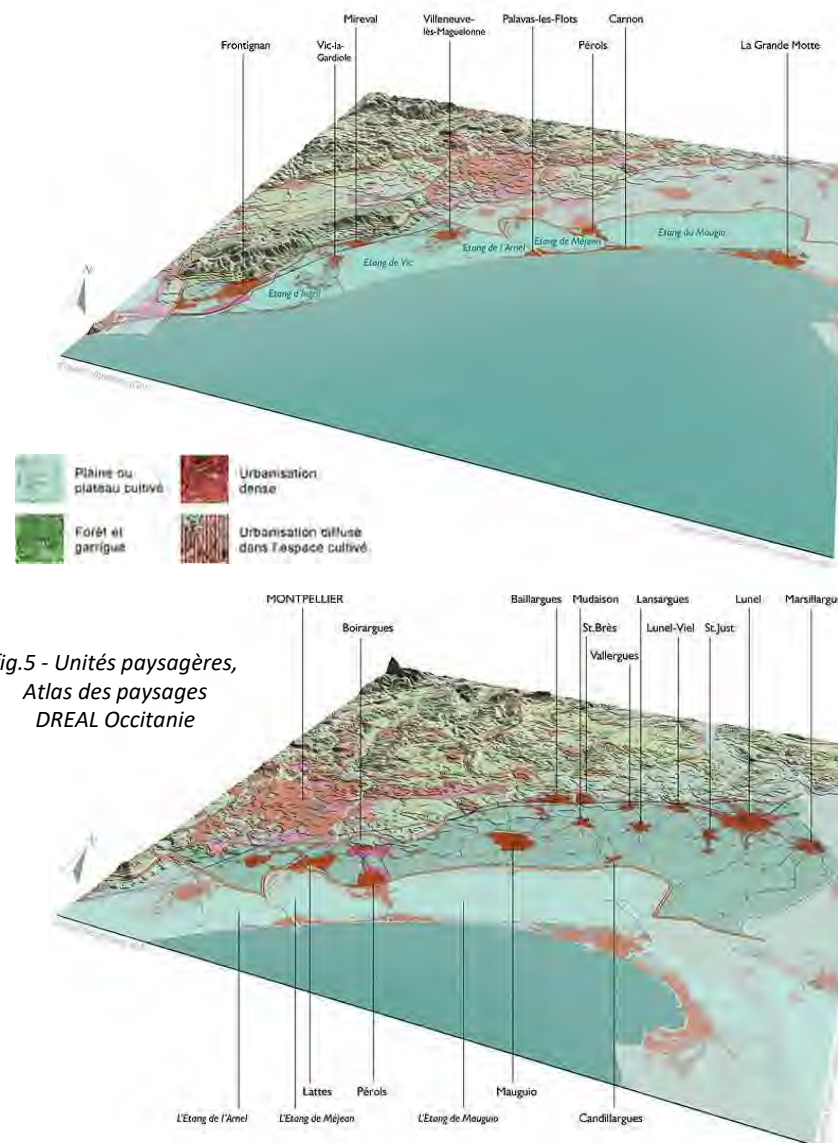 Mireval
Villeneuve-
lès-Maguelonne
Palavas-les-Flots
Carnon
Frontignan
Vic-la-
Gardiole
Pérols
La Grande Motte
Etang du Mauguio
Etang de Méjean
Etang de l'Arnel
Etang de Vic
Etang d'Ingril
N
Plaine ou
plateau cultivé
Urbanisation
dense
Forêt et
garrigue
Urbanisation diffuse
dans l'espace cultivé
MONTPELLIER
Baillargues
Mudaison
Lansargues
Lunel
Marsillargu
Boirargues
St.Brès
Lunel-Viel
St.Just
Vallergues
ig.5 - Unités paysagères,
Atlas des paysages
DREAL Occitanie
Lattes
Pérols
Mauguio
Candillargues
L'Etang de l'Arnel
L'Etang de Méjean
L'Etang de Mauguio